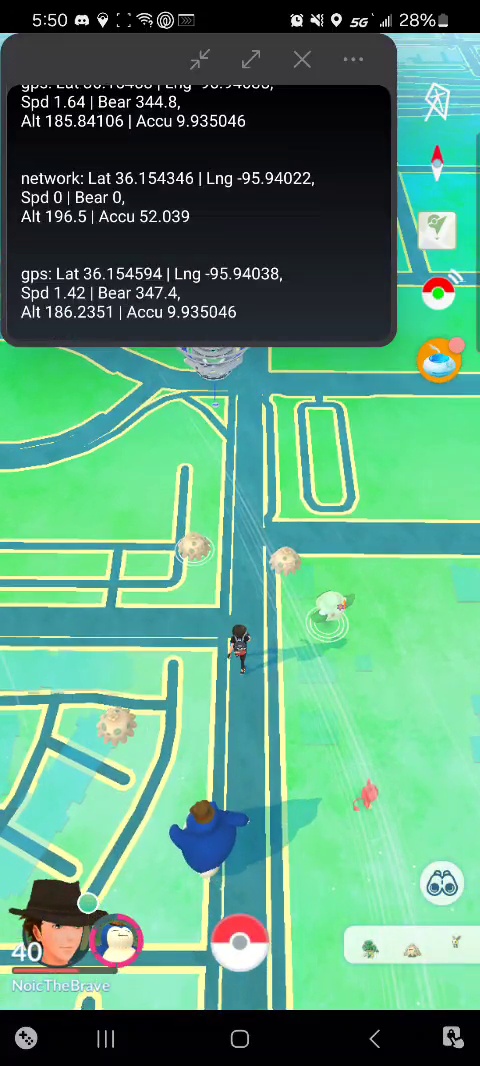 5:50
5G
28%
gps: Lat
Spd 1.64 | Bear 344.8,
Alt 185.84106 | Accu 9.935046
network: Lat 36.154346 | Lng -95.94022,
Spd 0 | Bear 0,
Alt 196.5 | Accu 52.039
gps: Lat 36.154594 | Lng -95.94038,
Spd 1.42 | Bear 347.4,
Alt 186.2351 | Accu 9.935046
40
NoicTheBrave